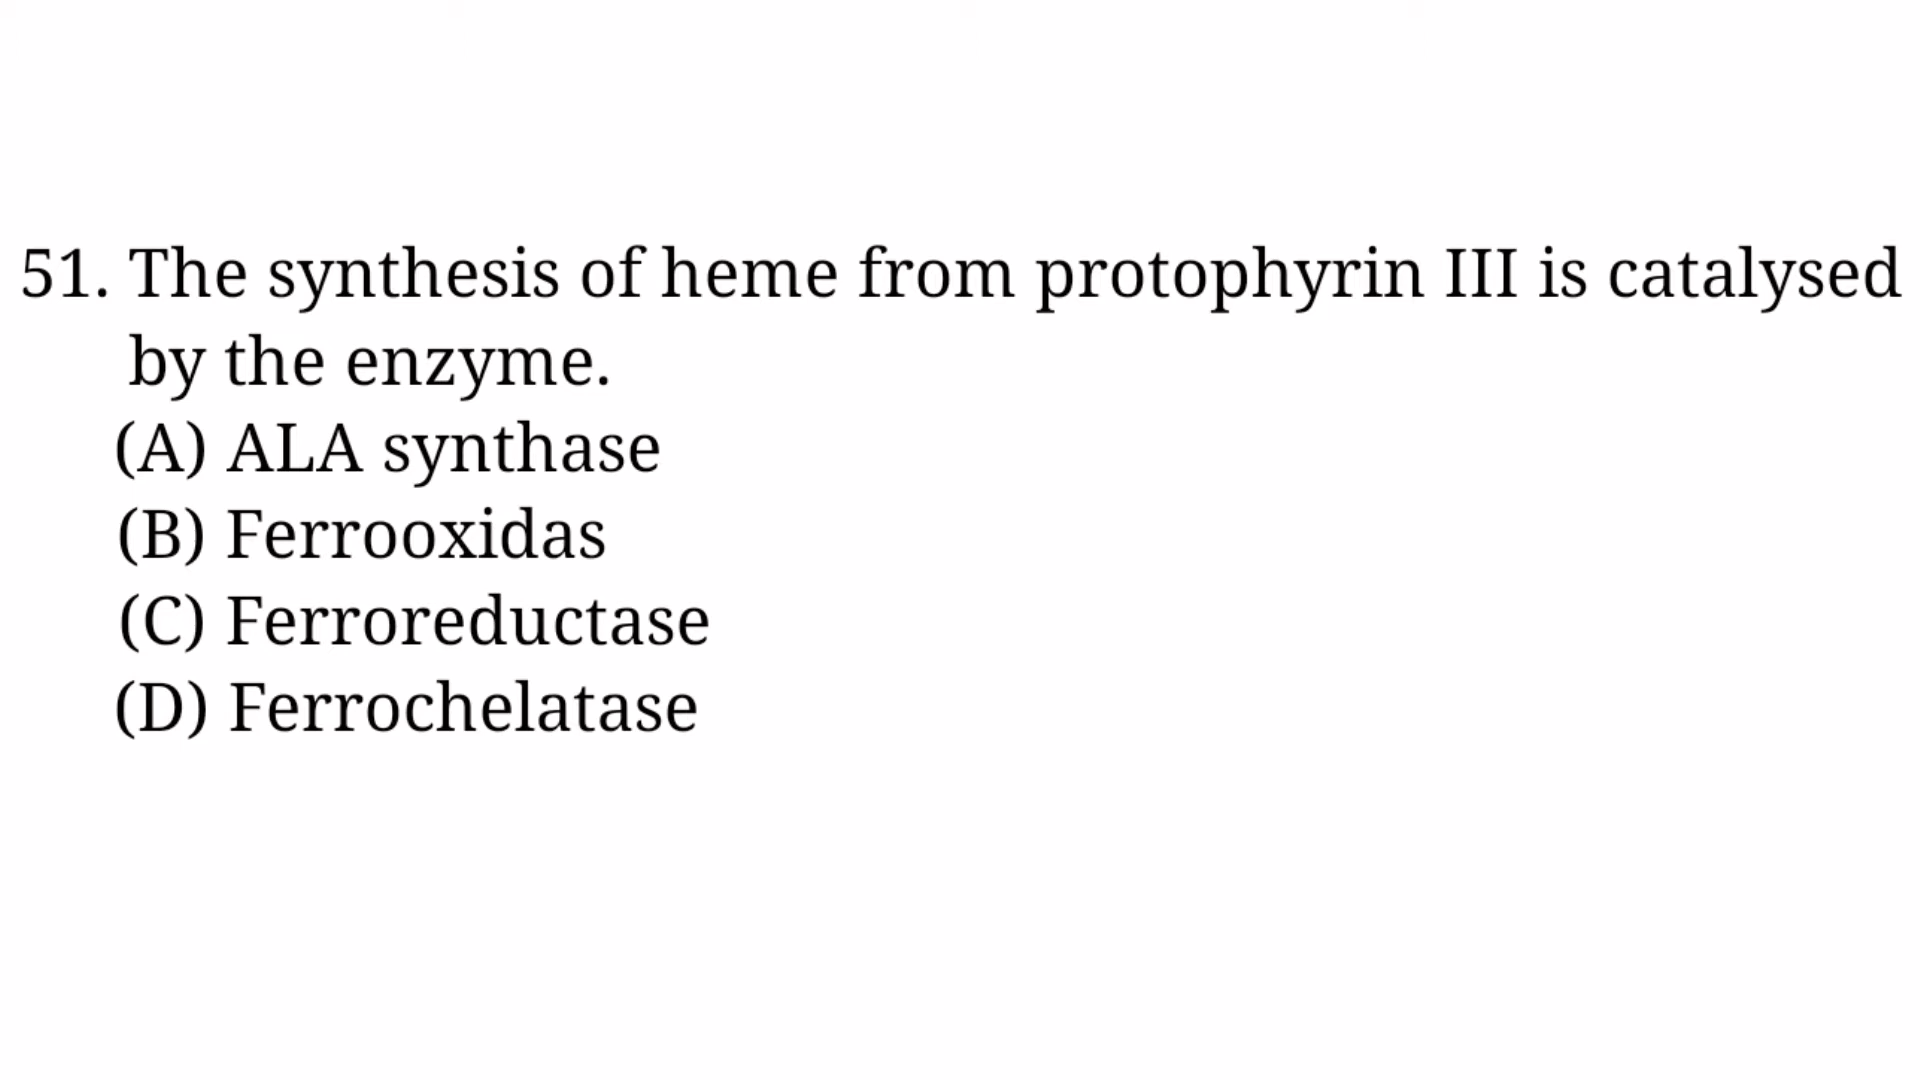 51. The synthesis of heme from protophyrin III is catalysed
by the enzyme.
(A) ALA synthase
(B) Ferrooxidas
(C) Ferroreductase
(D) Ferrochelatase